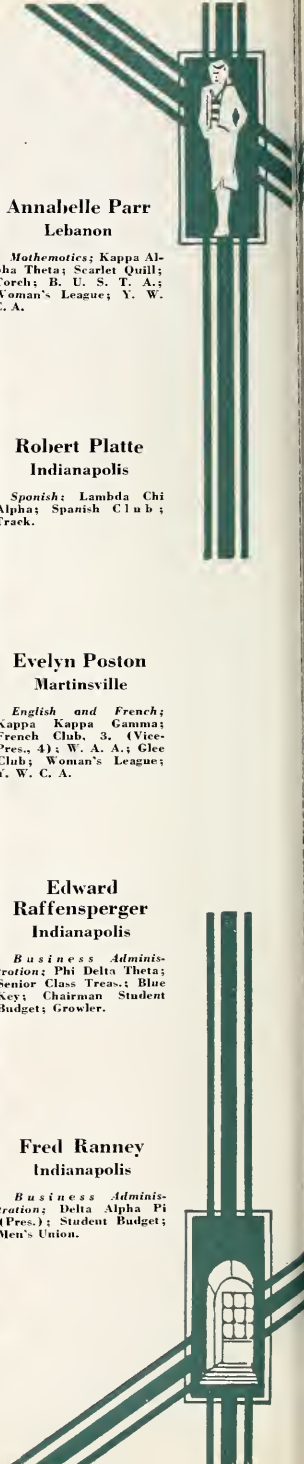 Annabelle Parr
Lebanon
Mathematics; Kappa Al-
pha Theta; Scarlet Quill;
Torch; B. U. S. T. A.;
Woman's League; Y. W.
C. A.
Robert Platte
Indianapolis
Spanish; Lambda Chi
Alpha; Spanish Club;
Track.
Evelyn Poston
Martinsville
English and French;
Kappa Kappa Gamma;
French Club, 3, (Vice-
Pres., 4); W. A. A.; Glee
Club; Woman's League;
Y. W. C. A.
Edward
Raffensperger
Indianapolis
Business Adminis-
tration; Phi Delta Theta;
Senior Class Treas.; Blue
Key; Chairman Student
Budget; Growler.
Fred Ranney
Indianapolis
Business Adminis-
tration; Delta Alpha Pi
(Pres.); Student Budget;
Men's Union.